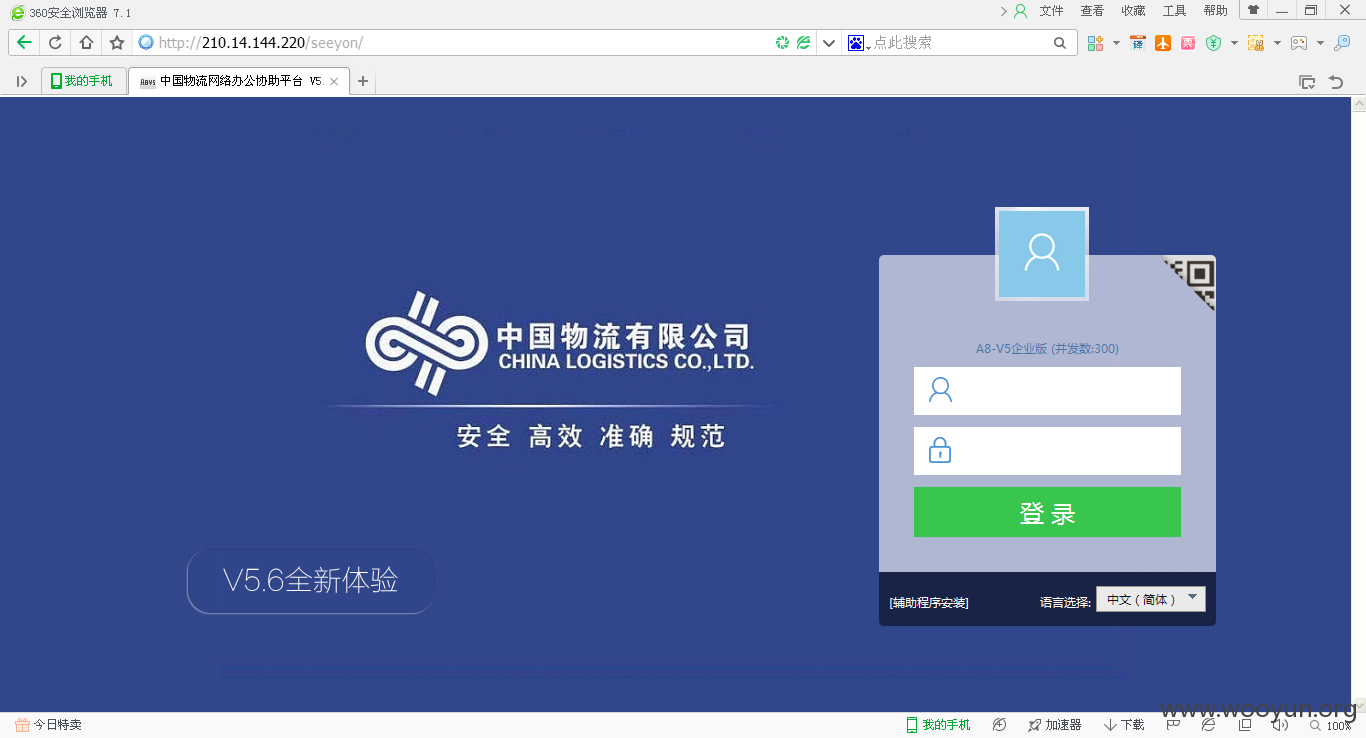 360安全浏览器 7.1
文件 查看 收藏 工具 帮助
http://210.14.144.220/seeyon/
点此搜索
译
票
我的手机
A8V5 中国物流网络办公协助平台 V5.
中国物流有限公司
CHINA LOGISTICS CO.,LTD.
安全 高效 准确 规范
V5.6全新体验
A8-V5企业版 (并发数:300)
登录
[辅助程序安装]
语言选择:
中文（简体）
今日特卖
我的手机
加速器
下载
100%
www.wooyun.org